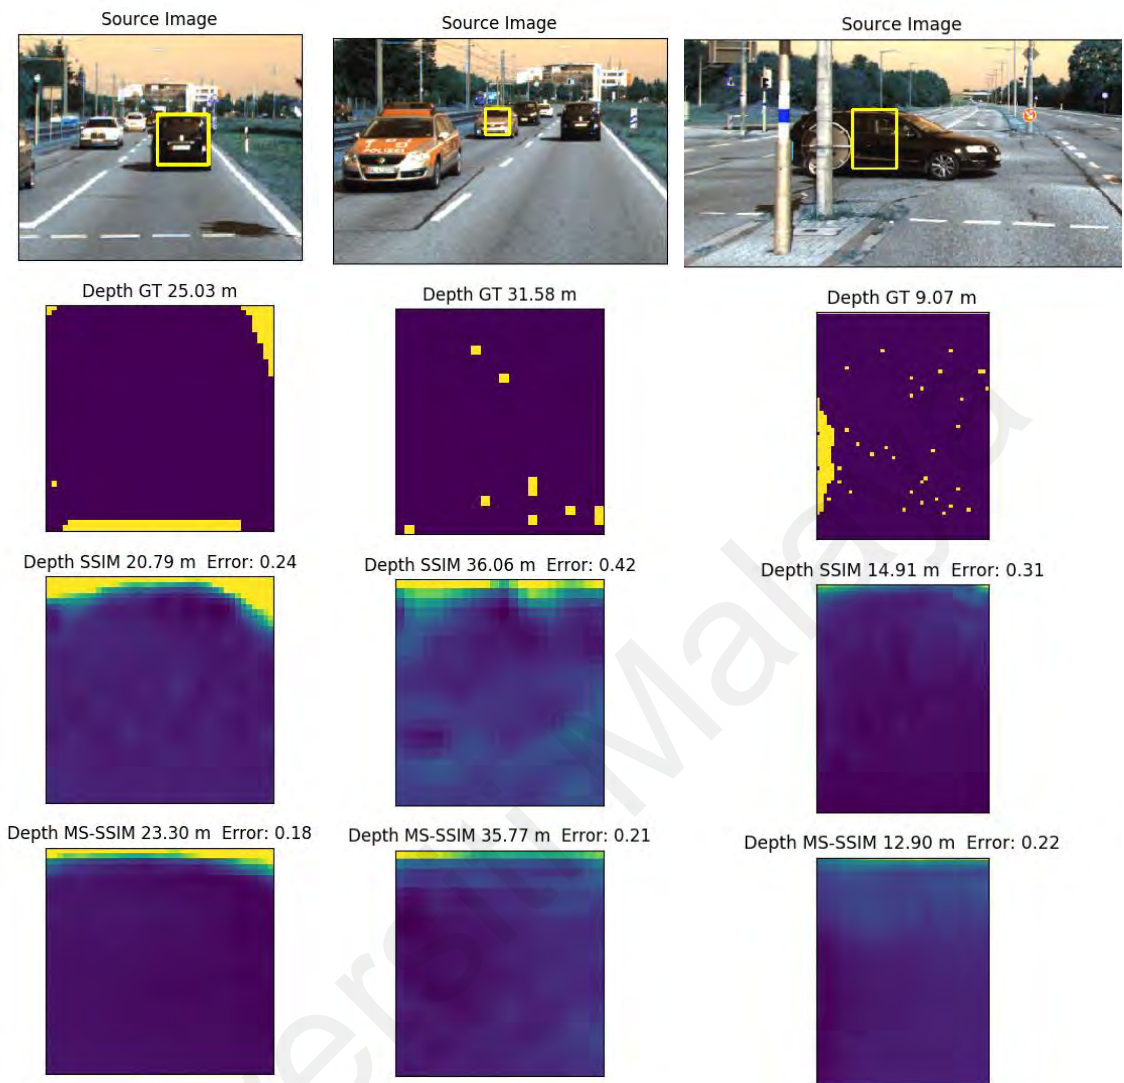 Source Image
Source Image
Source Image
POLIZEI
Depth GT 25.03 m
Depth GT 31.58 m
Depth GT 9.07 m
Depth SSIM 20.79 m Error: 0.24
Depth SSIM 36.06 m Error: 0.42
Depth SSIM 14.91 m Error: 0.31
Depth MS-SSIM 23.30 m Error: 0.18
Depth MS-SSIM 35.77 m Error: 0.21
Depth MS-SSIM 12.90 m Error: 0.22
Malaya